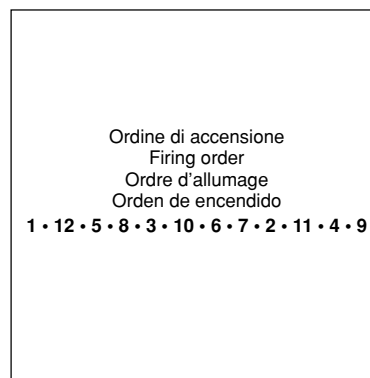 Ordine di accensione
Firing order
Ordre d'allumage
Orden de encendido
1 • 12 • 5 • 8 • 3 • 10 • 6 • 7 • 2 • 11 • 4 • 9